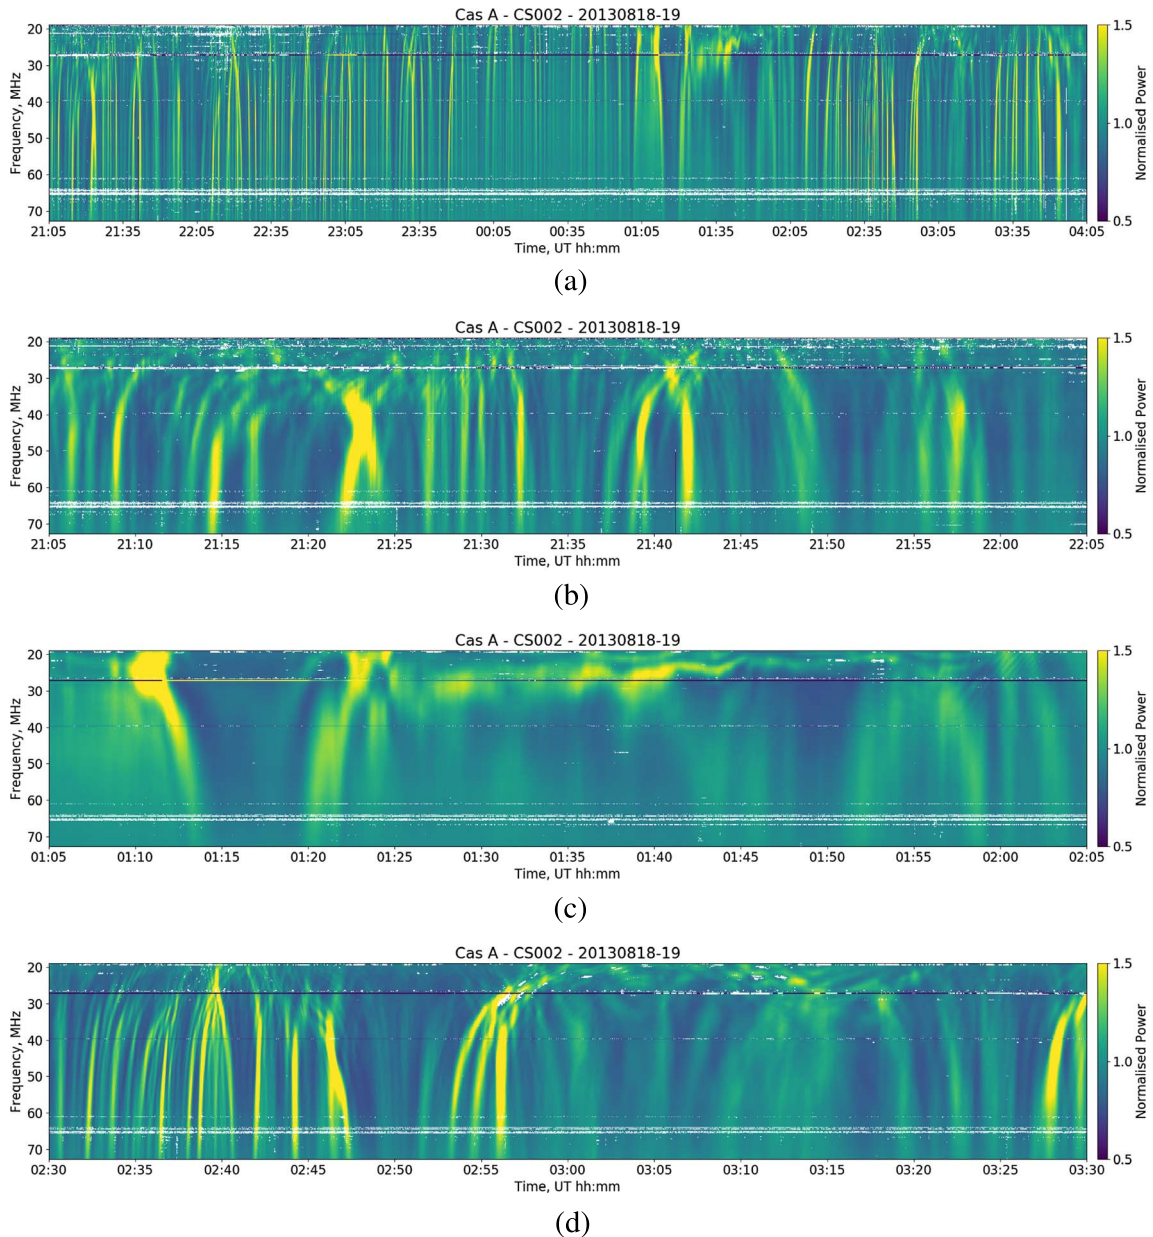 Cas A - CS002 - 20130818-19
Frequency, MHz
20
30
40
50
60
70
21:05 21:35 22:05 22:35 23:05 23:35 00:05 00:35 01:05 01:35 02:05 02:35 03:05 03:35 04:05
Time, UT hh:mm
1.5
1.0
0.5
Normalised Power
(a)
Cas A - CS002 - 20130818-19
Frequency, MHz
20
30
40
50
60
70
21:05 21:10 21:15 21:20 21:25 21:30 21:35 21:40 21:45 21:50 21:55 22:00 22:05
Time, UT hh:mm
1.5
1.0
0.5
Normalised Power
(b)
Cas A - CS002 - 20130818-19
Frequency, MHz
20
30
40
50
60
70
01:05 01:10 01:15 01:20 01:25 01:30 01:35 01:40 01:45 01:50 01:55 02:00 02:05
Time, UT hh:mm
1.5
1.0
0.5
Normalised Power
(c)
Cas A - CS002 - 20130818-19
Frequency, MHz
20
30
40
50
60
70
02:30 02:35 02:40 02:45 02:50 02:55 03:00 03:05 03:10 03:15 03:20 03:25 03:30
Time, UT hh:mm
1.5
1.0
0.5
Normalised Power
(d)